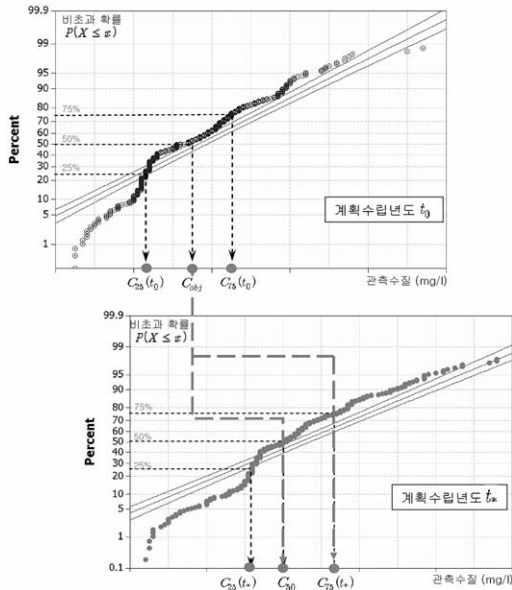 비초과 확률
P(X ≤ x)
Percent
99.9
99
95
90
80
75%
70
60
50%
50
40
30
25%
20
10
5
1
계획수립년도 t₀
C₂₅(t₀)
C_obj
C₇₅(t₀)
관측수질 (mg/l)
비초과 확률
P(X ≤ x)
Percent
99.9
99
95
90
80
75%
70
60
50%
50
40
30
25%
20
10
5
1
0.1
계획수립년도 t*
C₂₅(t*)
C₅₀
C₇₅(t*)
관측수질 (mg/l)